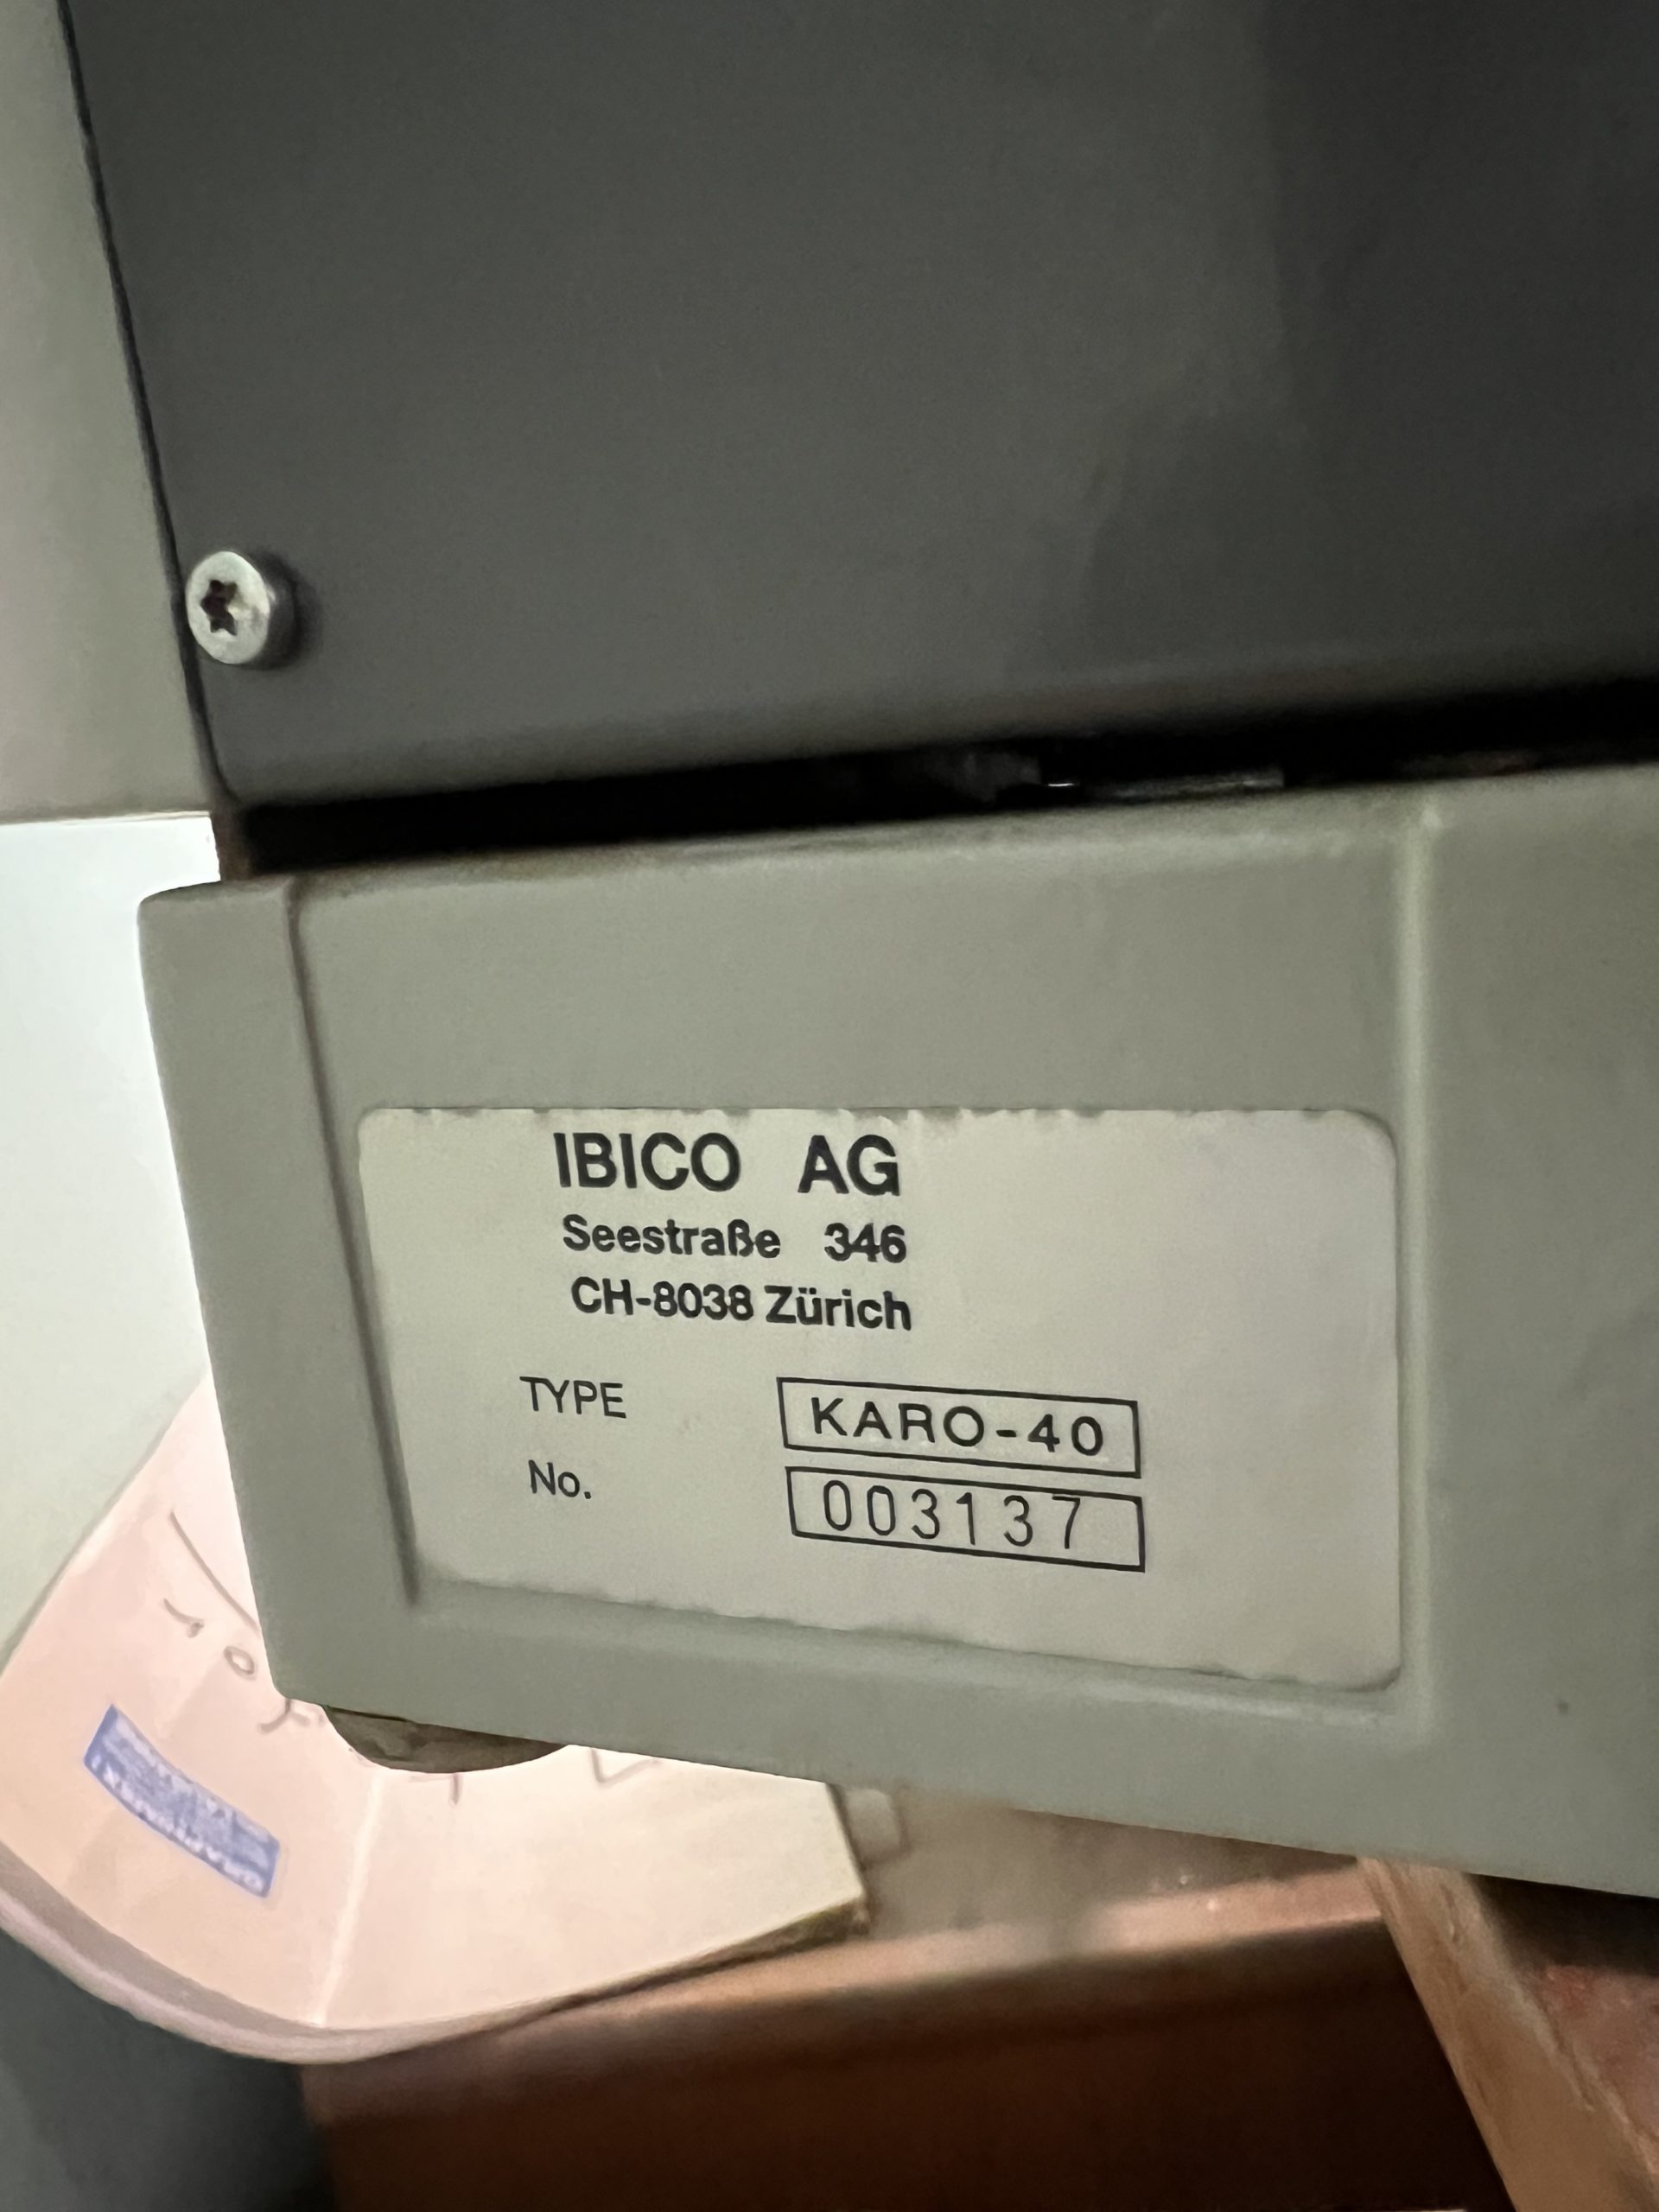 IBICO AG
Seestraße 346
CH-8038 Zürich
TYPE KARO-40
No. 003137